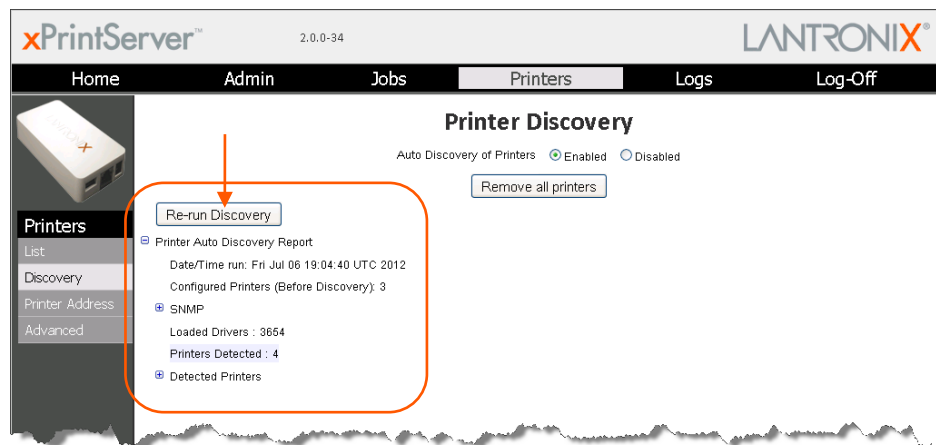 xPrintServer™ 2.0.0-34 LANTRONIX®
Home Admin Jobs Printers Logs Log-Off
LANTRONIX
Printer Discovery
Auto Discovery of Printers Enabled Disabled
Remove all printers
Printers
List
Discovery
Printer Address
Advanced
Re-run Discovery
Printer Auto Discovery Report
Date/Time run: Fri Jul 06 19:04:40 UTC 2012
Configured Printers (Before Discovery): 3
SNMP
Loaded Drivers : 3654
Printers Detected : 4
Detected Printers